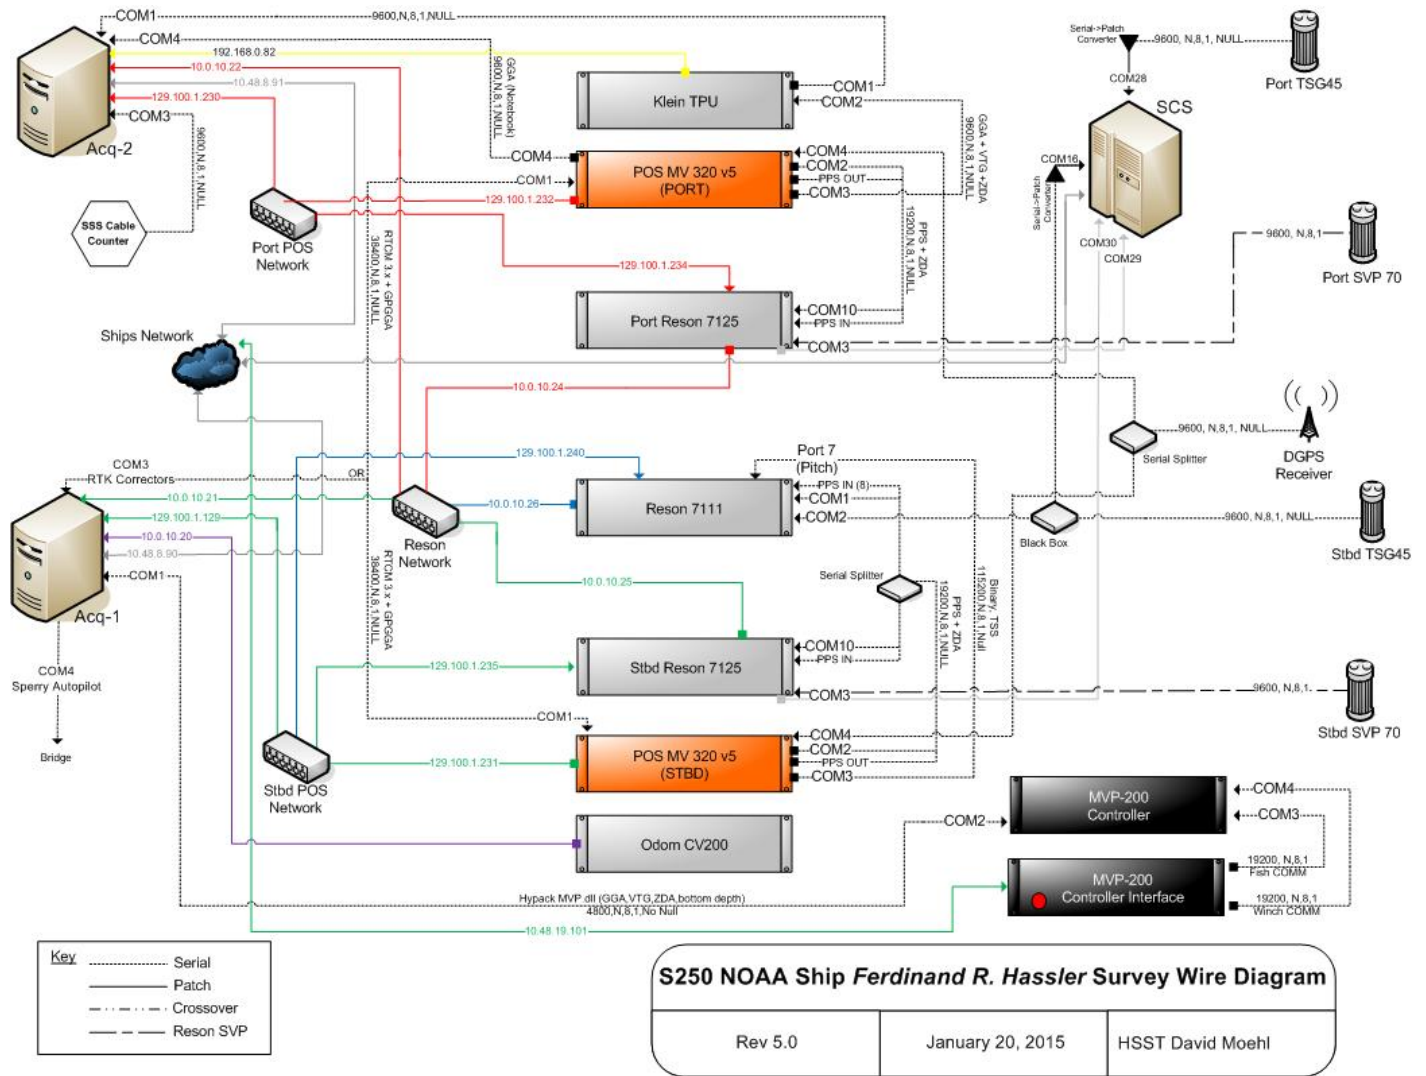 COM1
9600,N,8,1,NULL
COM4
192.168.0.82
10.0.10.22
10.48.8.91
129.100.1.230
COM3
Acq-2
9600,N,8,1,NULL
SSS Cable
Counter
Port POS
Network
GGA (Notebook)
9600,N,8,1,NULL
COM4
COM1
129.100.1.232
129.100.1.234
RTCM 3.x + GPGGA
38400,N,8,1,NULL
Klein TPU
COM1
COM2
GGA + VTG +ZDA
9600,N,8,1,NULL
POS MV 320 v5
(PORT)
COM4
COM2
PPS OUT
COM3
PPS + ZDA
19200,N,8,1,NULL
Port Reson 7125
COM10
PPS IN
COM3
10.0.10.24
Serial->Patch
Converter
9600, N,8,1, NULL
Port TSG45
COM28
SCS
COM16
Serial->Patch
Converter
COM30
COM29
9600, N,8,1
Port SVP 70
Ships Network
9600, N,8,1, NULL
Serial Splitter
DGPS
Receiver
COM3
RTK Correctors
OR
10.0.10.21
129.100.1.129
10.0.10.20
10.48.8.90
COM1
Acq-1
COM4
Sperry Autopilot
Bridge
129.100.1.240
Port 7
(Pitch)
10.0.10.26
Reson 7111
PPS IN (8)
COM1
COM2
Reson
Network
Black Box
9600, N,8,1, NULL
Stbd TSG45
10.0.10.25
RTCM 3.x + GPGGA
38400,N,8,1,NULL
Serial Splitter
PPS + ZDA
19200,N,8,1,NULL
Binary, TSS
115200,N,8,1,Null
129.100.1.235
Stbd Reson 7125
COM10
PPS IN
COM3
9600, N,8,1
Stbd SVP 70
COM1
Stbd POS
Network
129.100.1.231
POS MV 320 v5
(STBD)
COM4
COM2
PPS OUT
COM3
Odom CV200
COM2
MVP-200
Controller
COM4
COM3
19200, N,8,1
Fish COMM
MVP-200
Controller Interface
19200, N,8,1
Winch COMM
Hypack MVP.dll (GGA,VTG,ZDA,bottom depth)
4800,N,8,1,No Null
10.48.19.101
Key
Serial
Patch
Crossover
Reson SVP
S250 NOAA Ship Ferdinand R. Hassler Survey Wire Diagram
Rev 5.0
January 20, 2015
HSST David Moehl